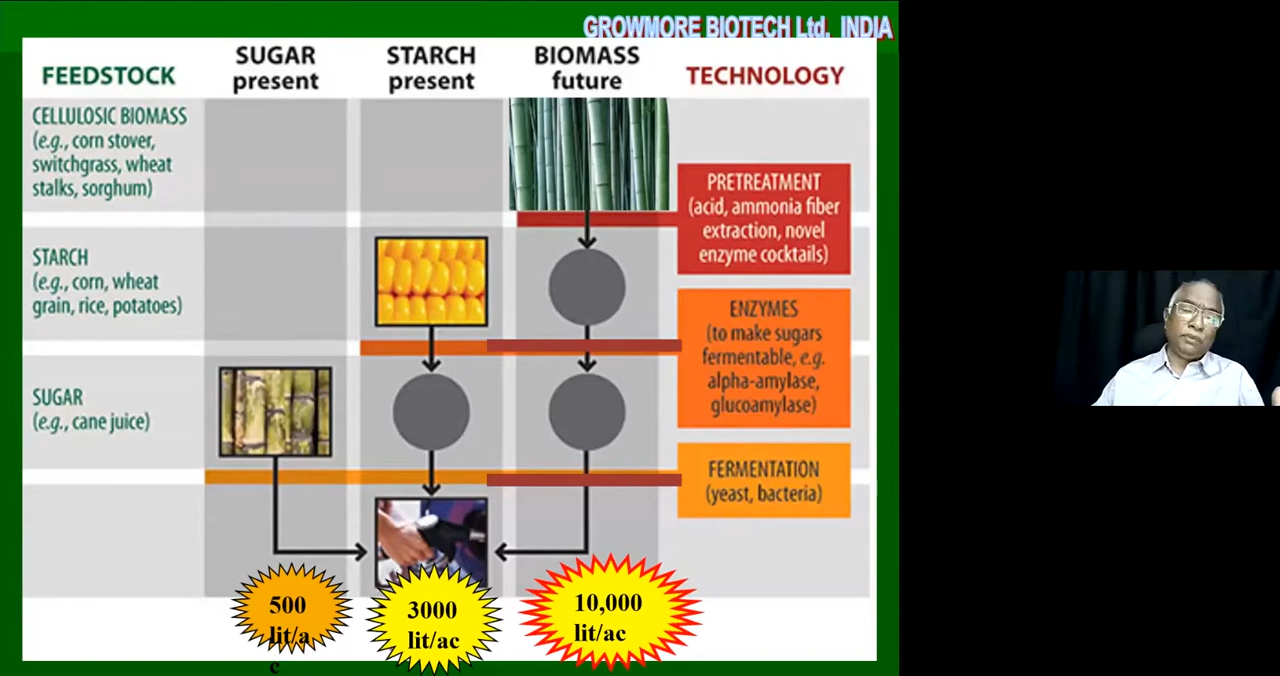 GROWMORE BIOTECH Ltd. INDIA
FEEDSTOCK
SUGAR
present
STARCH
present
BIOMASS
future
TECHNOLOGY
CELLULOSIC BIOMASS
(e.g., corn stover,
switchgrass, wheat
stalks, sorghum)
PRETREATMENT
(acid, ammonia fiber
extraction, novel
enzyme cocktails)
STARCH
(e.g., corn, wheat
grain, rice, potatoes)
ENZYMES
(to make sugars
fermentable, e.g.
alpha-amylase,
glucoamylase)
SUGAR
(e.g., cane juice)
FERMENTATION
(yeast, bacteria)
500
lit/a
c
3000
lit/ac
10,000
lit/ac